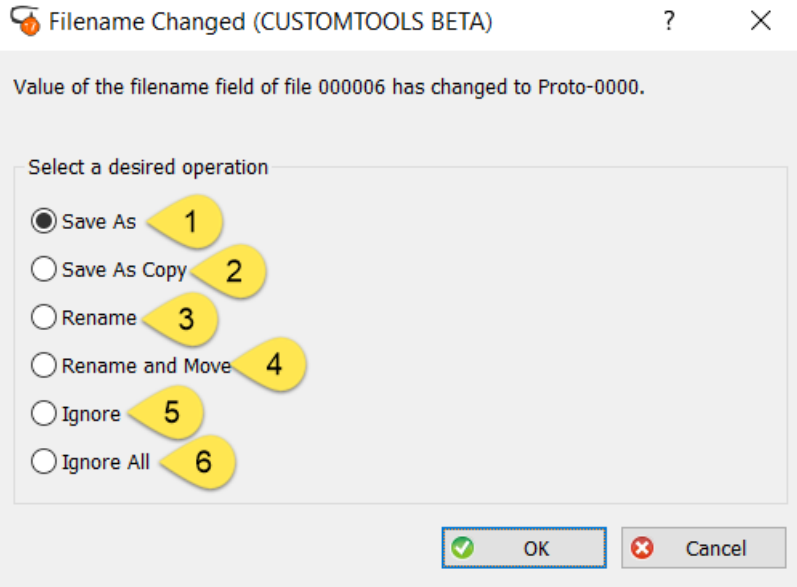 Filename Changed (CUSTOMTOOLS BETA)
Value of the filename field of file 000006 has changed to Proto-0000.
Select a desired operation
Save As 1
Save As Copy 2
Rename 3
Rename and Move 4
Ignore 5
Ignore All 6
OK Cancel